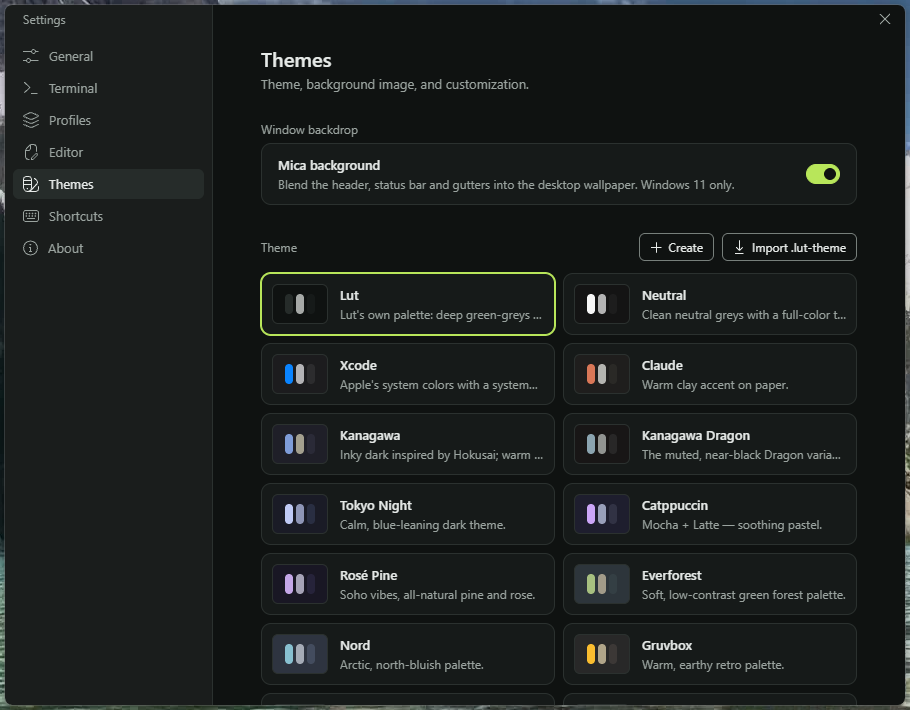 Settings
General
Terminal
Profiles
Editor
Themes
Shortcuts
About
Themes
Theme, background image, and customization.
Window backdrop
Mica background
Blend the header, status bar and gutters into the desktop wallpaper. Windows 11 only.
Theme
Create
Import .lut-theme
Lut
Lut's own palette: deep green-greys ...
Neutral
Clean neutral greys with a full-color t...
Xcode
Apple's system colors with a system...
Claude
Warm clay accent on paper.
Kanagawa
Inky dark inspired by Hokusai; warm ...
Kanagawa Dragon
The muted, near-black Dragon varia...
Tokyo Night
Calm, blue-leaning dark theme.
Catppuccin
Mocha + Latte — soothing pastel.
Rosé Pine
Soho vibes, all-natural pine and rose.
Everforest
Soft, low-contrast green forest palette.
Nord
Arctic, north-bluish palette.
Gruvbox
Warm, earthy retro palette.